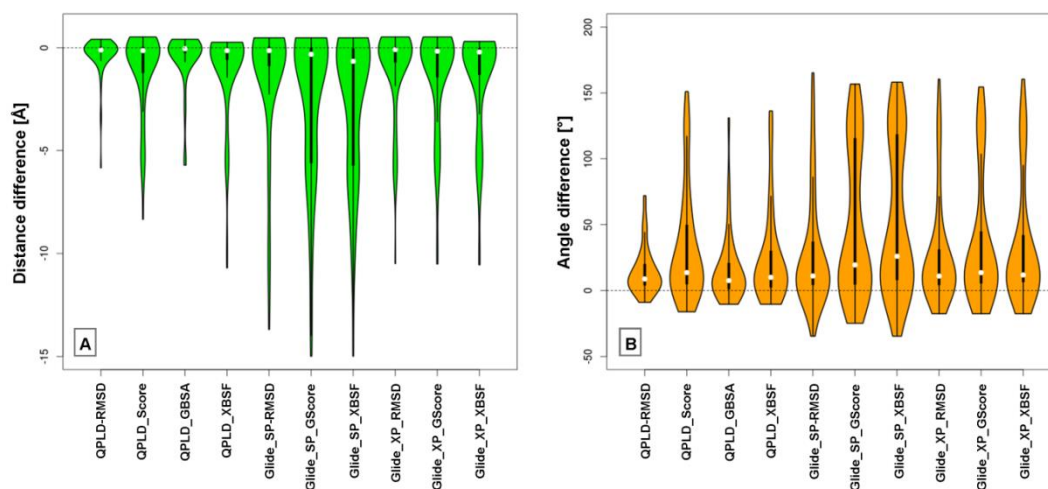 Distance difference [Å]
0
-5
-10
-15
A
QPLD-RMSD
QPLD_Score
QPLD_GBSA
QPLD_XBSF
Glide_SP-RMSD
Glide_SP_GScore
Glide_SP_XBSF
Glide_XP_RMSD
Glide_XP_GScore
Glide_XP_XBSF
Angle difference [°]
200
150
100
50
0
-50
B
QPLD-RMSD
QPLD_Score
QPLD_GBSA
QPLD_XBSF
Glide_SP-RMSD
Glide_SP_GScore
Glide_SP_XBSF
Glide_XP_RMSD
Glide_XP_GScore
Glide_XP_XBSF